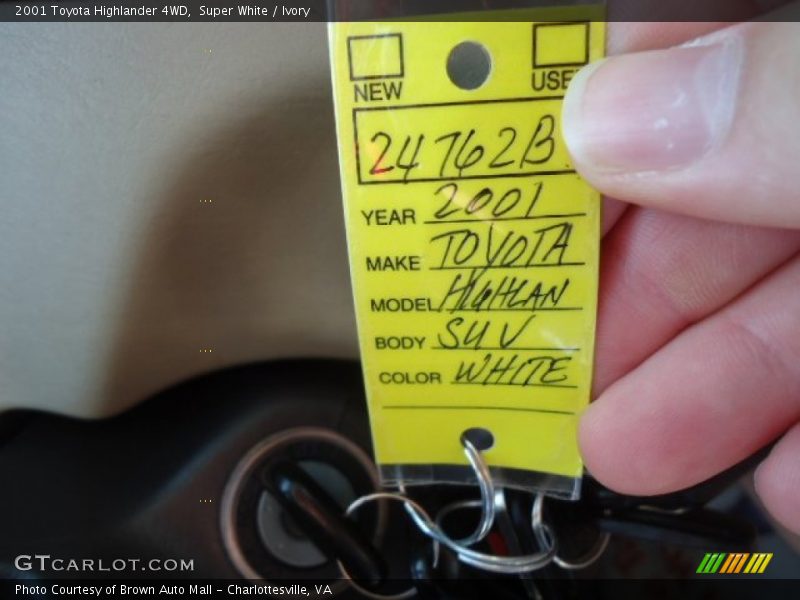 2001 Toyota Highlander 4WD,  Super White / Ivory
NEW USE
24762B
YEAR 2001
MAKE TOYOTA
MODEL HIGHLAN
BODY SUV
COLOR WHITE
GTCARLOT.COM
Photo Courtesy of Brown Auto Mall - Charlottesville, VA